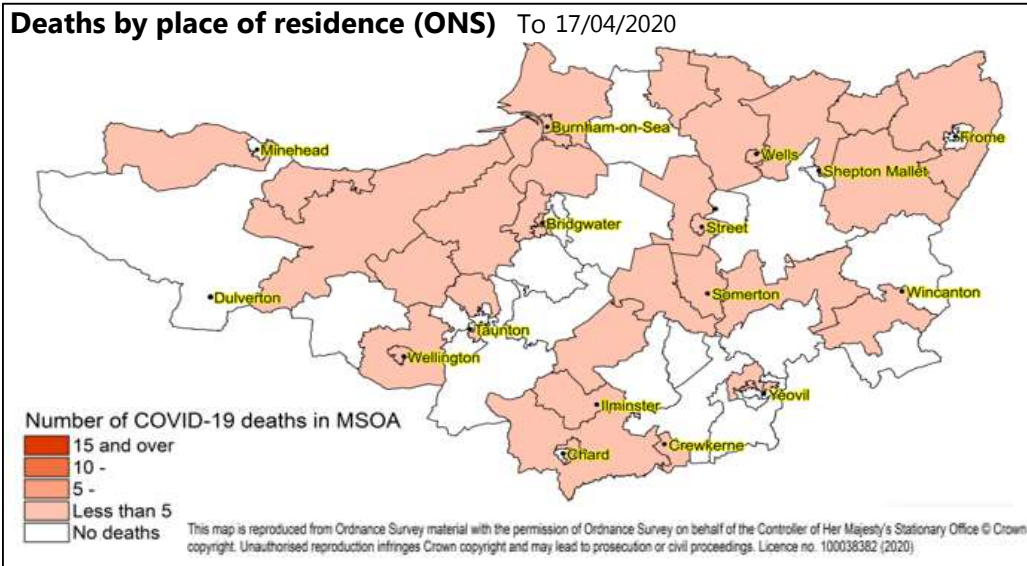 Deaths by place of residence (ONS) To 17/04/2020
Burnham-on-Sea
Minehead
Frome
Wells
Shepton Mallet
Bridgwater
Street
Dulverton
Somerton
Wincanton
Taunton
Wellington
Yeovil
Ilminster
Crewkerne
Chard
Number of COVID-19 deaths in MSOA
15 and over
10 -
5 -
Less than 5
No deaths
This map is reproduced from Ordnance Survey material with the permission of Ordnance Survey on behalf of the Controller of Her Majesty's Stationary Office © Crown
copyright. Unauthorised reproduction infringes Crown copyright and may lead to prosecution or civil proceedings. Licence no. 100038382 (2020)